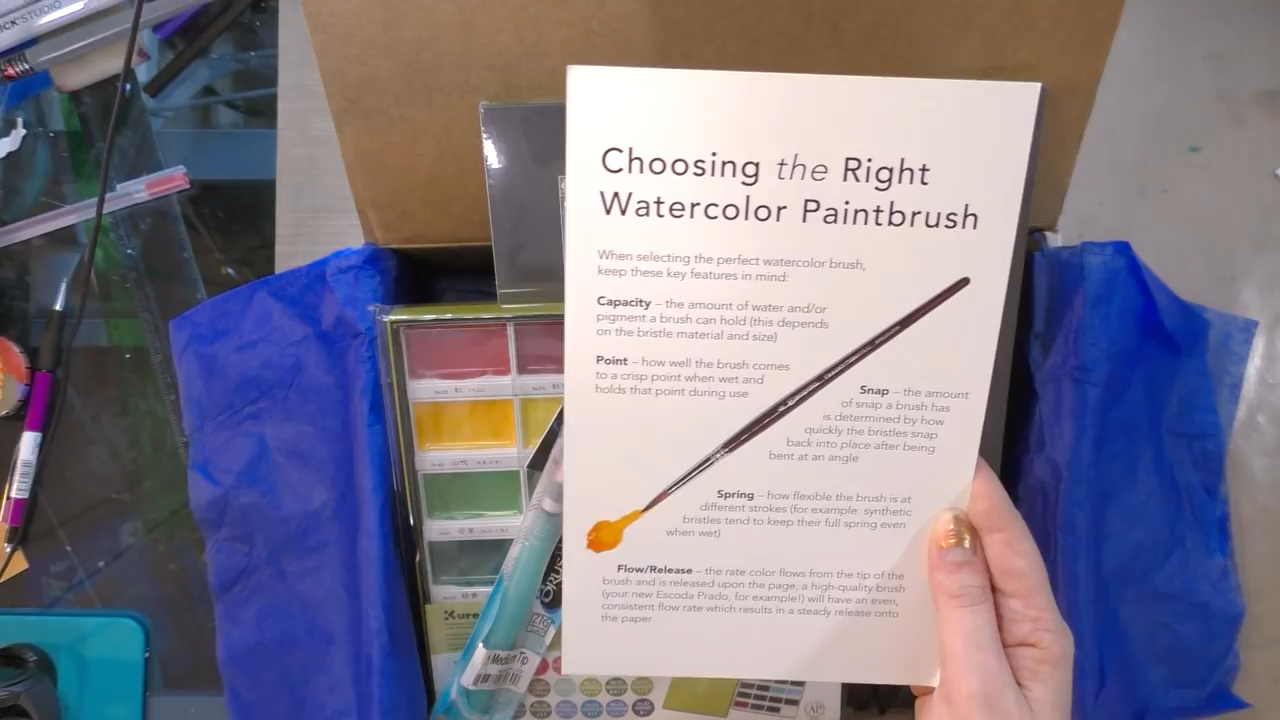 Choosing the Right
Watercolor Paintbrush
When selecting the perfect watercolor brush,
keep these key features in mind:
Capacity – the amount of water and/or
pigment a brush can hold (this depends
on the bristle material and size)
Point – how well the brush comes
to a crisp point when wet and
holds that point during use
Snap – the amount
of snap a brush has
is determined by how
quickly the bristles snap
back into place after being
bent at an angle
Spring – how flexible the brush is at
different strokes (for example: synthetic
bristles tend to keep their full spring even
when wet)
Flow/Release – the rate color flows from the tip of the
brush and is released upon the page; a high-quality brush
(your new Escoda Prado, for example!) will have an even,
consistent flow rate which results in a steady release onto
the paper
STUDIO
山吹
Kure
ZIG
Medium Tip
AP